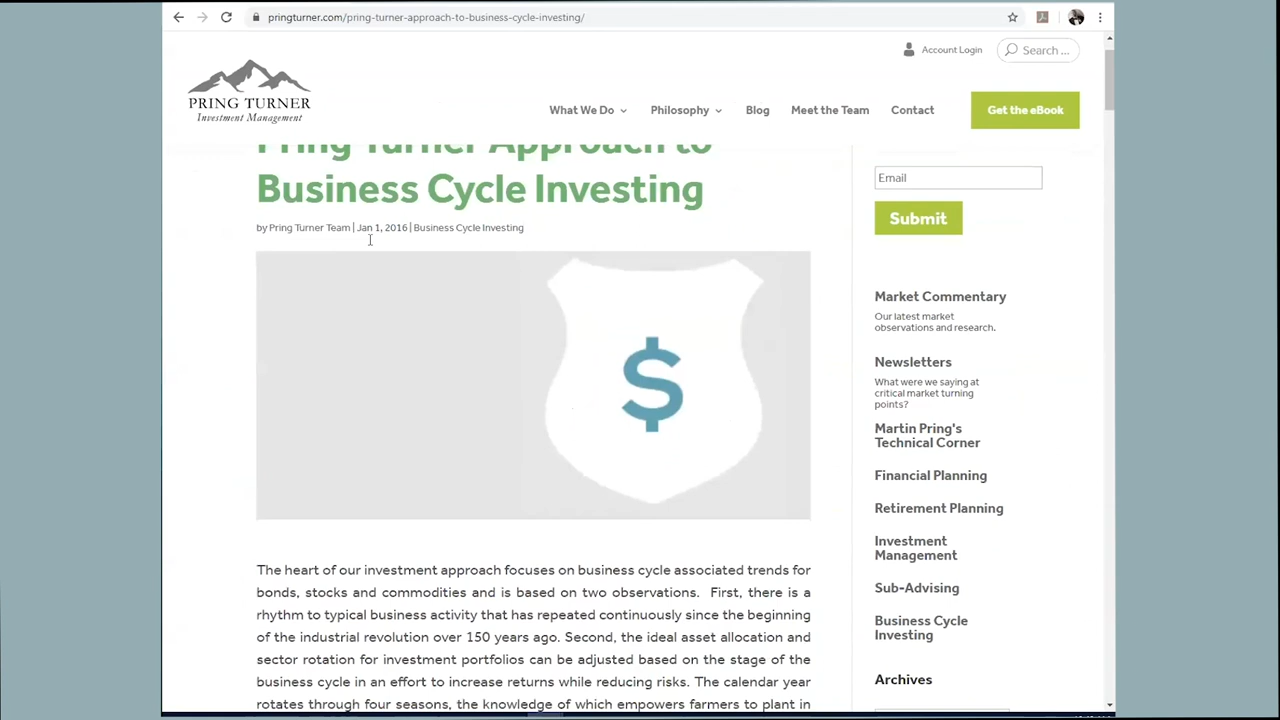 pringturner.com/pring-turner-approach-to-business-cycle-investing/
Account Login
Search ...
PRING TURNER
Investment Management
What We Do
Philosophy
Blog
Meet the Team
Contact
Get the eBook
Pring Turner Approach to
Business Cycle Investing
by Pring Turner Team | Jan 1, 2016 | Business Cycle Investing
$
The heart of our investment approach focuses on business cycle associated trends for
bonds, stocks and commodities and is based on two observations. First, there is a
rhythm to typical business activity that has repeated continuously since the beginning
of the industrial revolution over 150 years ago. Second, the ideal asset allocation and
sector rotation for investment portfolios can be adjusted based on the stage of the
business cycle in an effort to increase returns while reducing risks. The calendar year
rotates through four seasons, the knowledge of which empowers farmers to plant in
Email
Submit
Market Commentary
Our latest market
observations and research.
Newsletters
What were we saying at
critical market turning
points?
Martin Pring's
Technical Corner
Financial Planning
Retirement Planning
Investment
Management
Sub-Advising
Business Cycle
Investing
Archives